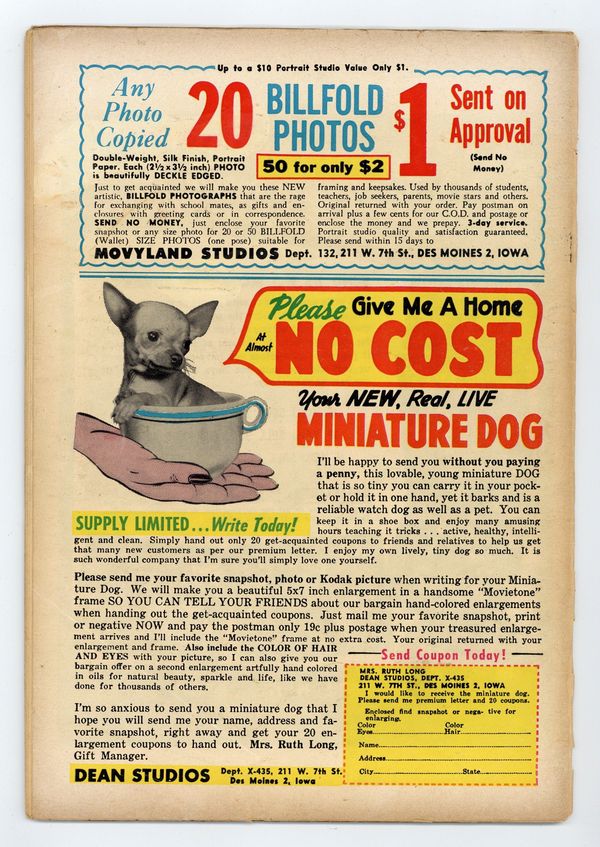 Up to a $10 Portrait Studio Value Only $1.
Any
Photo
Copied
20
BILLFOLD
PHOTOS
50 for only $2
$1
Sent on
Approval
(Send No
Money)
Double-Weight, Silk Finish, Portrait
Paper. Each (2½ x 3½ inch) PHOTO
is beautifully DECKLE EDGED.
Just to get acquainted we will make you these NEW
artistic, BILLFOLD PHOTOGRAPHS that are the rage
for exchanging with school mates, as gifts and en-
closures with greeting cards or in correspondence.
SEND NO MONEY, just enclose your favorite
snapshot or any size photo for 20 or 50 BILLFOLD
(Wallet) SIZE PHOTOS (one pose) suitable for
framing and keepsakes. Used by thousands of students,
teachers, job seekers, parents, movie stars and others.
Original returned with your order. Pay postman on
arrival plus a few cents for our C.O.D. and postage or
enclose the money and we prepay. 3-day service.
Portrait studio quality and satisfaction guaranteed.
Please send within 15 days to
MOVYLAND STUDIOS Dept. 132, 211 W. 7th St., DES MOINES 2, IOWA
Please Give Me A Home
At
Almost
NO COST
Your NEW, Real, LIVE
MINIATURE DOG
I'll be happy to send you without you paying
a penny, this lovable, young miniature DOG
that is so tiny you can carry it in your pock-
et or hold it in one hand, yet it barks and is a
reliable watch dog as well as a pet. You can
keep it in a shoe box and enjoy many amusing
hours teaching it tricks . . . active, healthy, intelli-
SUPPLY LIMITED...Write Today!
gent and clean. Simply hand out only 20 get-acquainted coupons to friends and relatives to help us get
that many new customers as per our premium letter. I enjoy my own lively, tiny dog so much. It is
such wonderful company that I'm sure you'll simply love one yourself.
Please send me your favorite snapshot, photo or Kodak picture when writing for your Minia-
ture Dog. We will make you a beautiful 5x7 inch enlargement in a handsome "Movietone"
frame SO YOU CAN TELL YOUR FRIENDS about our bargain hand-colored enlargements
when handing out the get-acquainted coupons. Just mail me your favorite snapshot, print
or negative NOW and pay the postman only 19c plus postage when your treasured enlarge-
ment arrives and I'll include the "Movietone" frame at no extra cost. Your original returned with your
enlargement and frame. Also include the COLOR OF HAIR
AND EYES with your picture, so I can also give you our
bargain offer on a second enlargement artfully hand colored
in oils for natural beauty, sparkle and life, like we have
done for thousands of others.
I'm so anxious to send you a miniature dog that I
hope you will send me your name, address and fa-
vorite snapshot, right away and get your 20 en-
largement coupons to hand out. Mrs. Ruth Long,
Gift Manager.
DEAN STUDIOS Dept. X-435, 211 W. 7th St.
Des Moines 2, Iowa
Send Coupon Today!
MRS. RUTH LONG
DEAN STUDIOS, DEPT. X-435
211 W. 7TH ST., DES MOINES 2, IOWA
I would like to receive the miniature dog.
Please send me premium letter and 20 coupons.
Enclosed find snapshot or nega- tive for
enlarging.
Color Color
Eyes Hair
Name
Address
City State